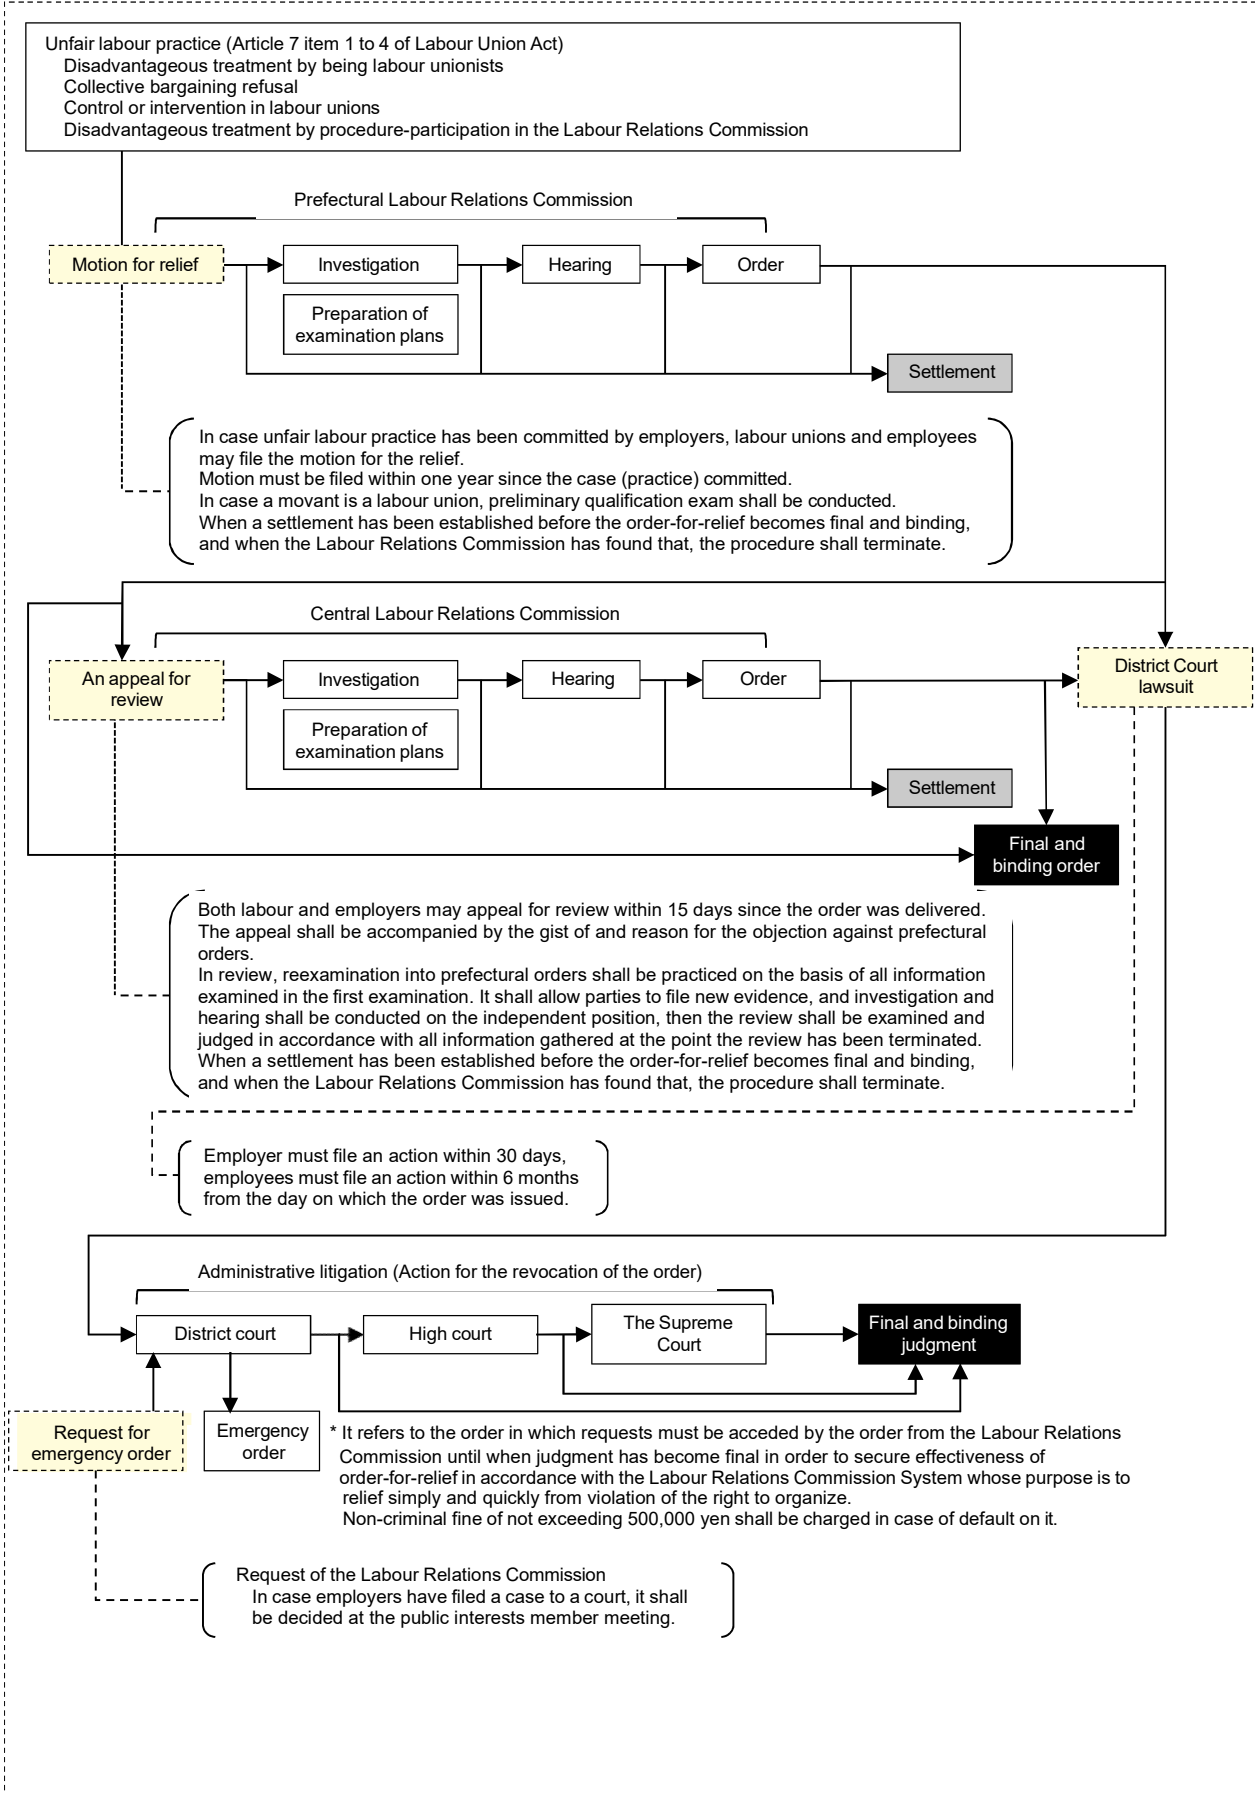 Unfair labour practice (Article 7 item 1 to 4 of Labour Union Act)
Disadvantageous treatment by being labour unionists
Collective bargaining refusal
Control or intervention in labour unions
Disadvantageous treatment by procedure-participation in the Labour Relations Commission
Prefectural Labour Relations Commission
Motion for relief
Investigation
Hearing
Order
Preparation of
examination plans
Settlement
In case unfair labour practice has been committed by employers, labour unions and employees
may file the motion for the relief.
Motion must be filed within one year since the case (practice) committed.
In case a movant is a labour union, preliminary qualification exam shall be conducted.
When a settlement has been established before the order-for-relief becomes final and binding,
and when the Labour Relations Commission has found that, the procedure shall terminate.
Central Labour Relations Commission
An appeal for
review
Investigation
Hearing
Order
District Court
lawsuit
Preparation of
examination plans
Settlement
Final and
binding order
Both labour and employers may appeal for review within 15 days since the order was delivered.
The appeal shall be accompanied by the gist of and reason for the objection against prefectural
orders.
In review, reexamination into prefectural orders shall be practiced on the basis of all information
examined in the first examination. It shall allow parties to file new evidence, and investigation and
hearing shall be conducted on the independent position, then the review shall be examined and
judged in accordance with all information gathered at the point the review has been terminated.
When a settlement has been established before the order-for-relief becomes final and binding,
and when the Labour Relations Commission has found that, the procedure shall terminate.
Employer must file an action within 30 days,
employees must file an action within 6 months
from the day on which the order was issued.
Administrative litigation (Action for the revocation of the order)
District court
High court
The Supreme
Court
Final and binding
judgment
Request for
emergency order
Emergency
order
* It refers to the order in which requests must be acceded by the order from the Labour Relations
Commission until when judgment has become final in order to secure effectiveness of
order-for-relief in accordance with the Labour Relations Commission System whose purpose is to
relief simply and quickly from violation of the right to organize.
Non-criminal fine of not exceeding 500,000 yen shall be charged in case of default on it.
Request of the Labour Relations Commission
In case employers have filed a case to a court, it shall
be decided at the public interests member meeting.